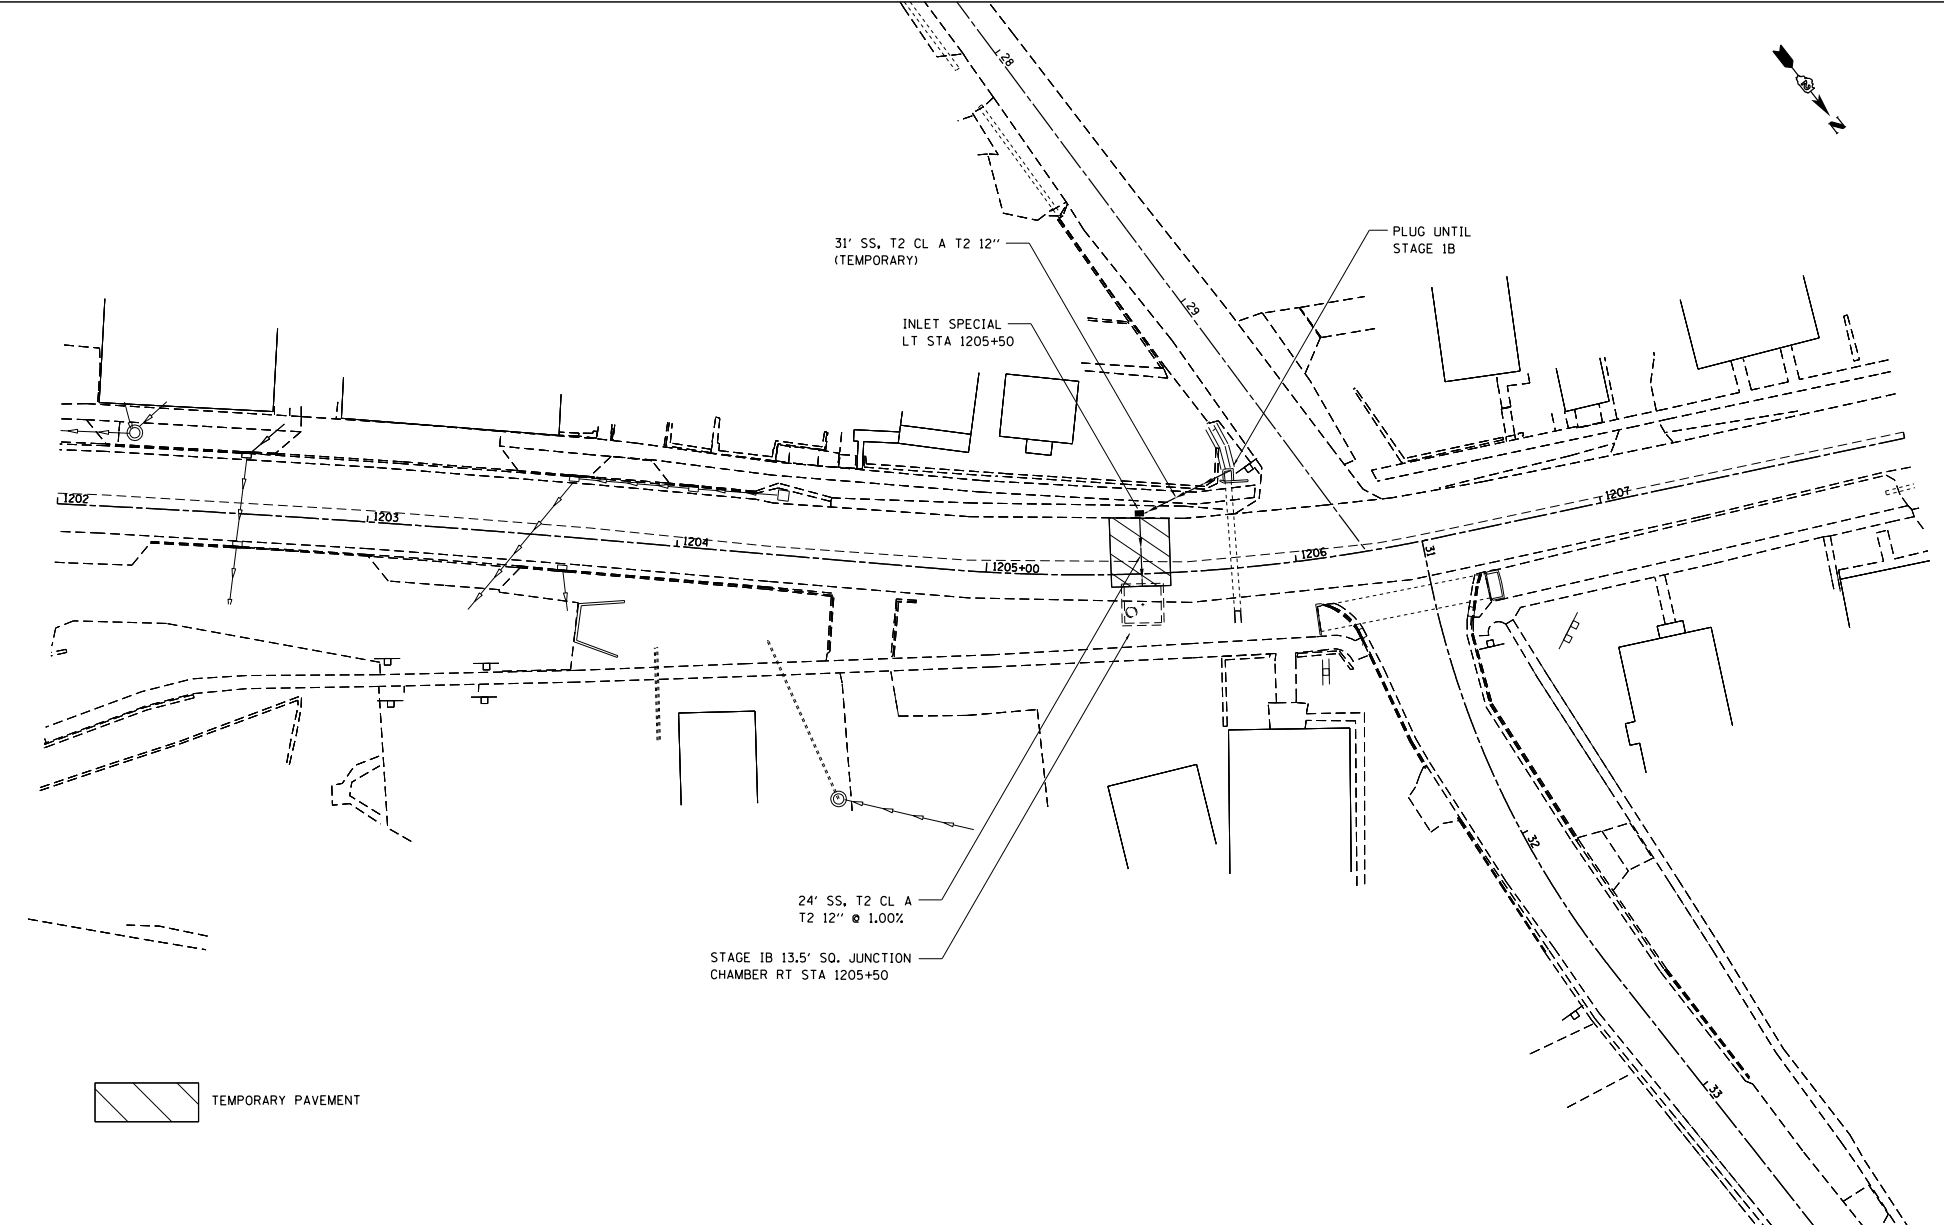 28
N
31' SS, T2 CL A T2 12''
(TEMPORARY)
PLUG UNTIL
STAGE 1B
29
INLET SPECIAL
LT STA 1205+50
1202
1203
1204
1205+00
1206
1207
31
32
24' SS, T2 CL A
T2 12'' @ 1.00%
STAGE IB 13.5' SQ. JUNCTION
CHAMBER RT STA 1205+50
33
TEMPORARY PAVEMENT